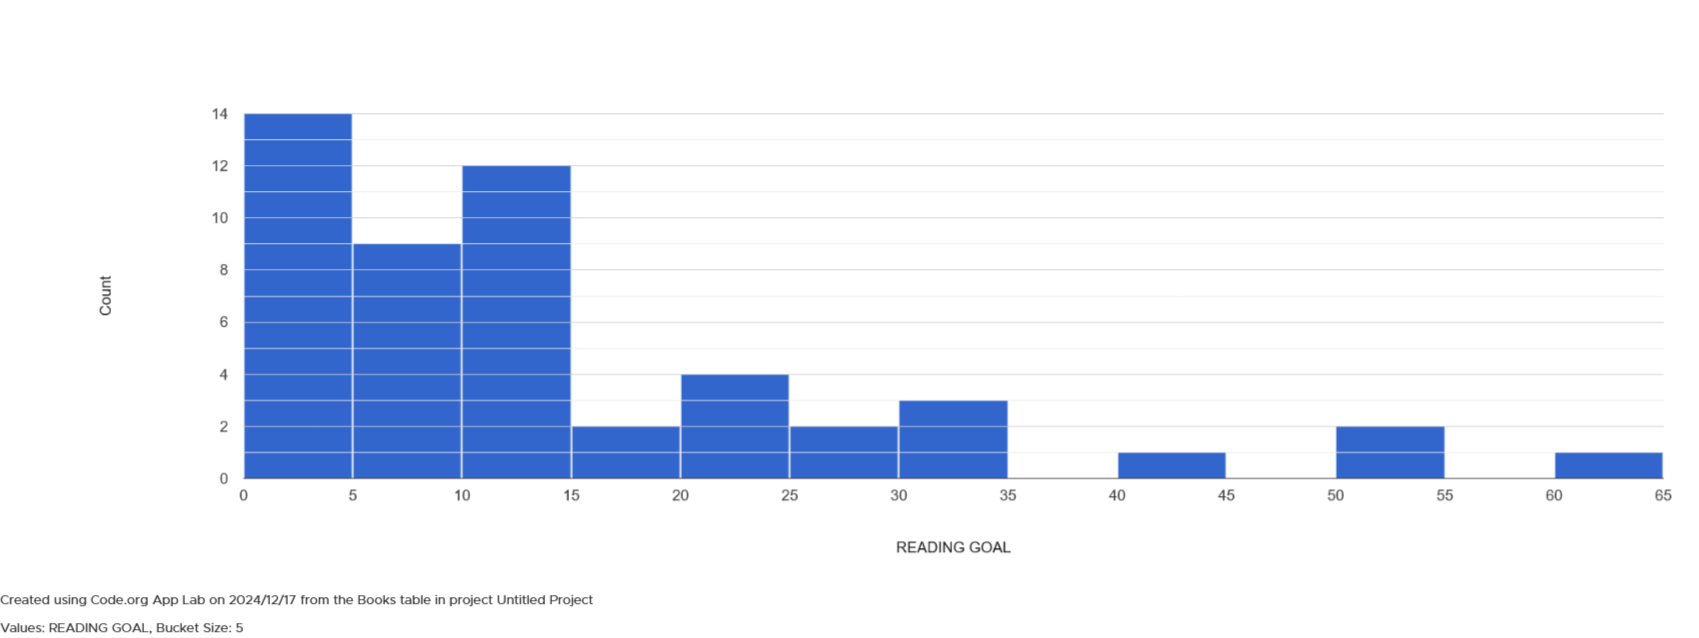 14
12
10
8
6
4
2
0
Count
0 5 10 15 20 25 30 35 40 45 50 55 60 65
READING GOAL
Created using Code.org App Lab on 2024/12/17 from the Books table in project Untitled Project
Values: READING GOAL, Bucket Size: 5